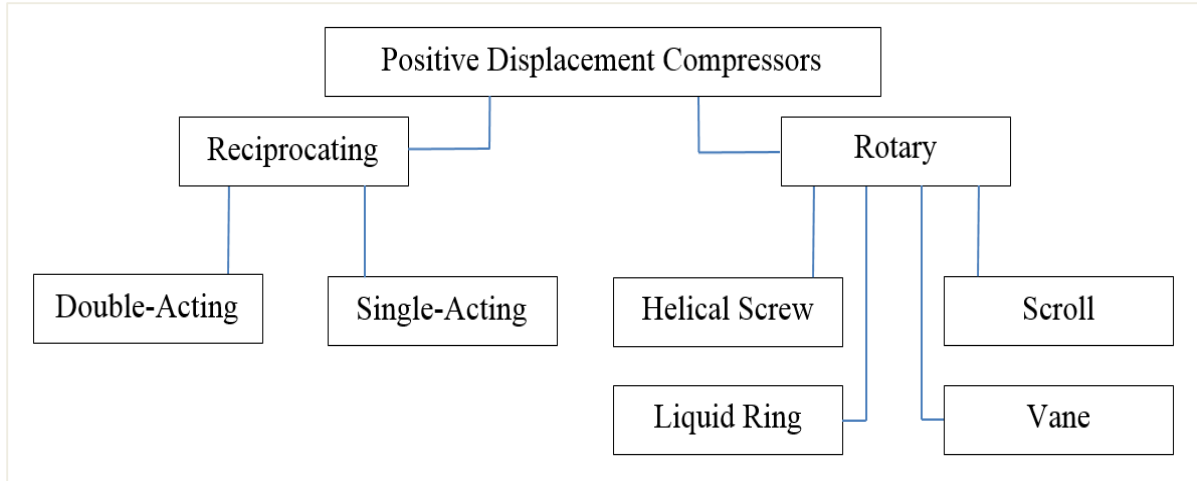 Positive Displacement Compressors
Reciprocating
Rotary
Double-Acting
Single-Acting
Helical Screw
Scroll
Liquid Ring
Vane